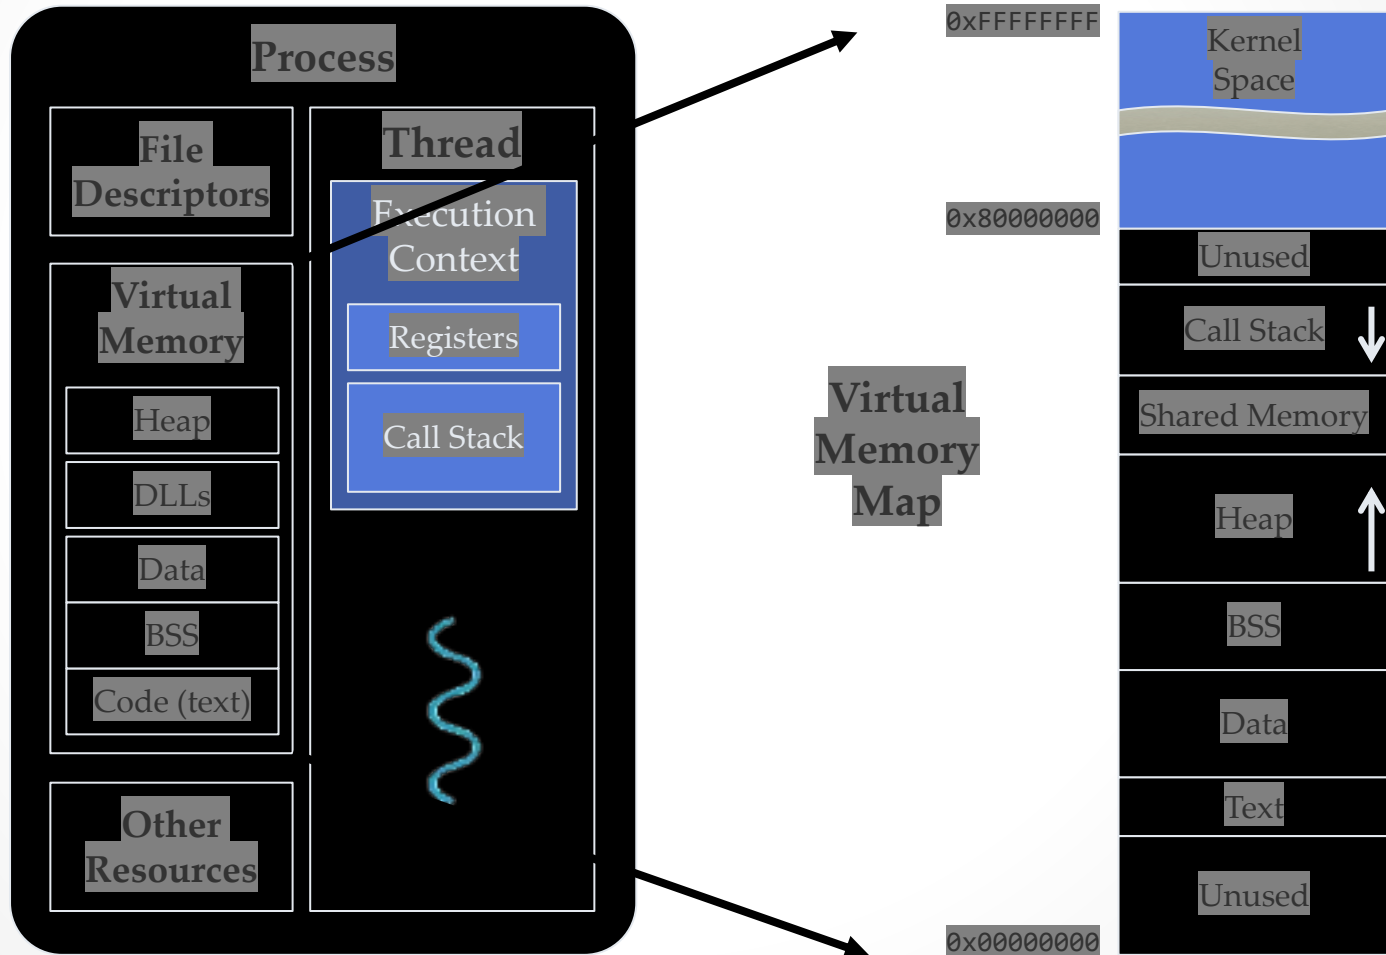 Process
File
Descriptors
Virtual
Memory
Heap
DLLs
Data
BSS
Code (text)
Other
Resources
Thread
Execution
Context
Registers
Call Stack
Virtual
Memory
Map
0xFFFFFFFF
0x80000000
0x00000000
Kernel
Space
Unused
Call Stack
Shared Memory
Heap
BSS
Data
Text
Unused